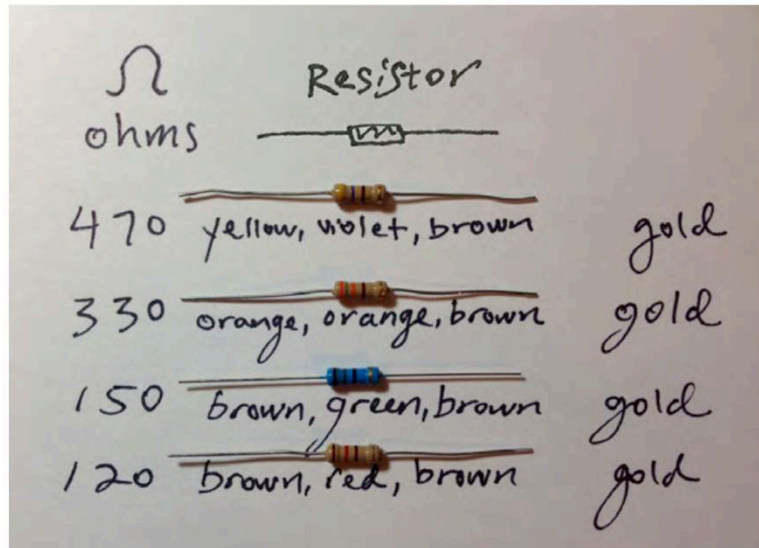 Ω Resistor
ohms
470 yellow, violet, brown gold
330 orange, orange, brown gold
150 brown, green, brown gold
120 brown, red, brown gold